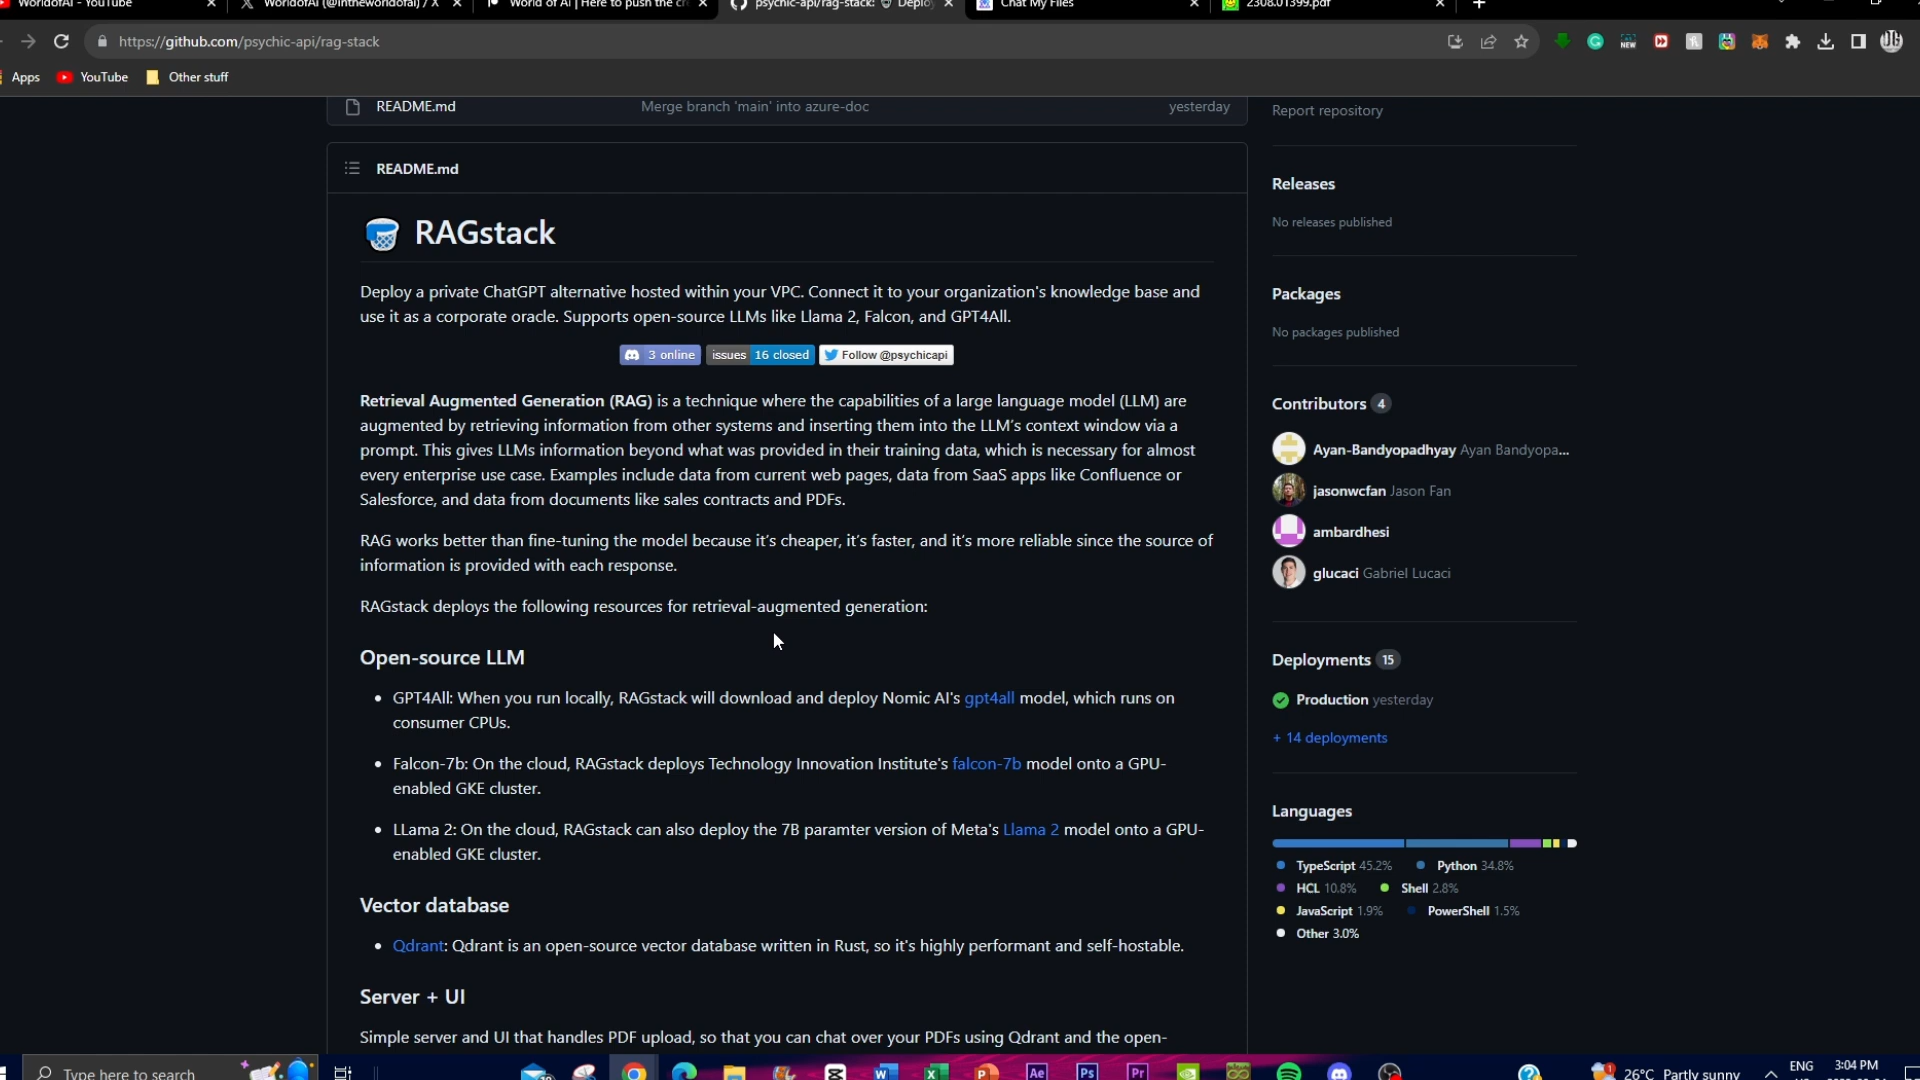 WorldofAI - YouTube
WorldofAI (@intheworldofai) / X
World of AI | Here to push the cr
psychic-api/rag-stack: Deplo
Chat My Files
2308.01399.pdf
https://github.com/psychic-api/rag-stack
Apps YouTube Other stuff
README.md Merge branch 'main' into azure-doc yesterday
README.md
RAGstack
Deploy a private ChatGPT alternative hosted within your VPC. Connect it to your organization's knowledge base and
use it as a corporate oracle. Supports open-source LLMs like Llama 2, Falcon, and GPT4All.
3 online issues 16 closed Follow @psychicapi
Retrieval Augmented Generation (RAG) is a technique where the capabilities of a large language model (LLM) are
augmented by retrieving information from other systems and inserting them into the LLM's context window via a
prompt. This gives LLMs information beyond what was provided in their training data, which is necessary for almost
every enterprise use case. Examples include data from current web pages, data from SaaS apps like Confluence or
Salesforce, and data from documents like sales contracts and PDFs.
RAG works better than fine-tuning the model because it's cheaper, it's faster, and it's more reliable since the source of
information is provided with each response.
RAGstack deploys the following resources for retrieval-augmented generation:
Open-source LLM
• GPT4All: When you run locally, RAGstack will download and deploy Nomic AI's gpt4all model, which runs on
consumer CPUs.
• Falcon-7b: On the cloud, RAGstack deploys Technology Innovation Institute's falcon-7b model onto a GPU-
enabled GKE cluster.
• LLama 2: On the cloud, RAGstack can also deploy the 7B paramter version of Meta's Llama 2 model onto a GPU-
enabled GKE cluster.
Vector database
• Qdrant: Qdrant is an open-source vector database written in Rust, so it's highly performant and self-hostable.
Server + UI
Simple server and UI that handles PDF upload, so that you can chat over your PDFs using Qdrant and the open-
Report repository
Releases
No releases published
Packages
No packages published
Contributors 4
Ayan-Bandyopadhyay Ayan Bandyopa...
jasonwcfan Jason Fan
ambardhesi
glucaci Gabriel Lucaci
Deployments 15
Production yesterday
+ 14 deployments
Languages
TypeScript 45.2% Python 34.8%
HCL 10.8% Shell 2.8%
JavaScript 1.9% PowerShell 1.5%
Other 3.0%
Type here to search
Ae Ps Pr
26°C Partly sunny
ENG
3:04 PM